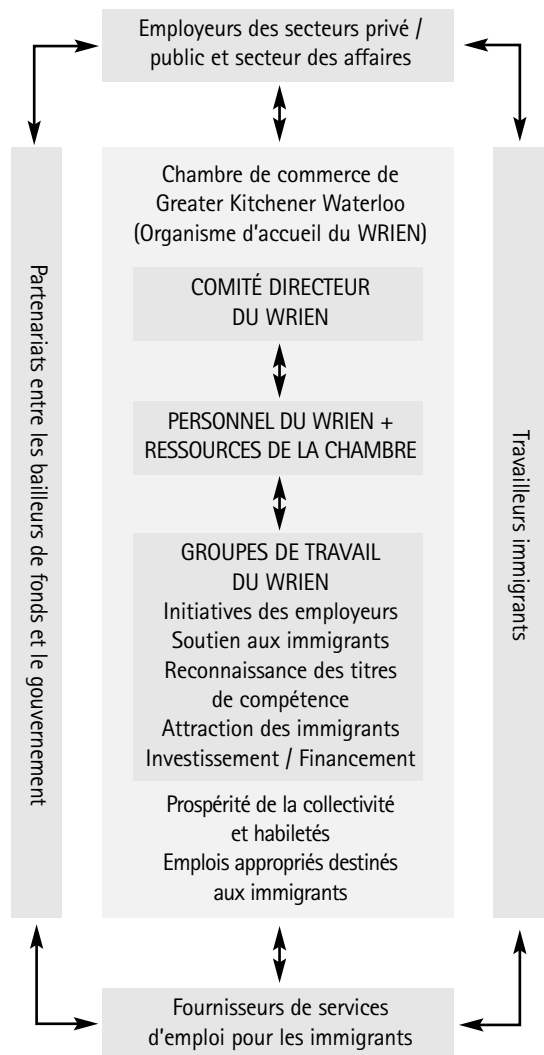 Employeurs des secteurs privé /
public et secteur des affaires
Partenariats entre les bailleurs de fonds et le gouvernement
Chambre de commerce de
Greater Kitchener Waterloo
(Organisme d'accueil du WRIEN)
COMITÉ DIRECTEUR
DU WRIEN
PERSONNEL DU WRIEN +
RESSOURCES DE LA CHAMBRE
GROUPES DE TRAVAIL
DU WRIEN
Initiatives des employeurs
Soutien aux immigrants
Reconnaissance des titres
de compétence
Attraction des immigrants
Investissement / Financement
Prospérité de la collectivité
et habiletés
Emplois appropriés destinés
aux immigrants
Travailleurs immigrants
Fournisseurs de services
d'emploi pour les immigrants